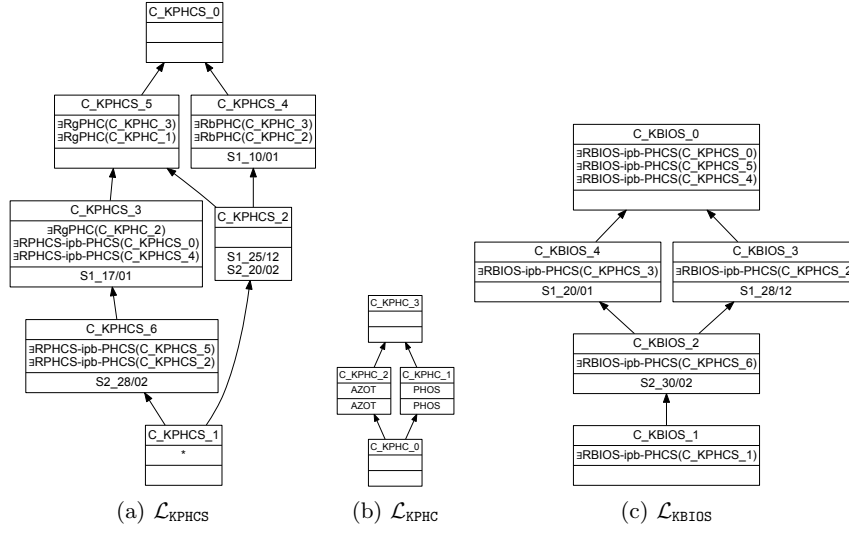 C_KPHCS_0
C_KPHCS_5
∃RgPHC(C_KPHC_3)
∃RgPHC(C_KPHC_1)
C_KPHCS_4
∃RbPHC(C_KPHC_3)
∃RbPHC(C_KPHC_2)
S1_10/01
C_KPHCS_3
∃RgPHC(C_KPHC_2)
∃RPHCS-ipb-PHCS(C_KPHCS_0)
∃RPHCS-ipb-PHCS(C_KPHCS_4)
S1_17/01
C_KPHCS_2
S1_25/12
S2_20/02
C_KPHCS_6
∃RPHCS-ipb-PHCS(C_KPHCS_5)
∃RPHCS-ipb-PHCS(C_KPHCS_2)
S2_28/02
C_KPHCS_1
*
(a) ℒKPHCS
C_KPHC_3
C_KPHC_2
AZOT
AZOT
C_KPHC_1
PHOS
PHOS
C_KPHC_0
(b) ℒKPHC
C_KBIOS_0
∃RBIOS-ipb-PHCS(C_KPHCS_0)
∃RBIOS-ipb-PHCS(C_KPHCS_5)
∃RBIOS-ipb-PHCS(C_KPHCS_4)
C_KBIOS_4
∃RBIOS-ipb-PHCS(C_KPHCS_3)
S1_20/01
C_KBIOS_3
∃RBIOS-ipb-PHCS(C_KPHCS_2
S1_28/12
C_KBIOS_2
∃RBIOS-ipb-PHCS(C_KPHCS_6)
S2_30/02
C_KBIOS_1
∃RBIOS-ipb-PHCS(C_KPHCS_1)
(c) ℒKBIOS